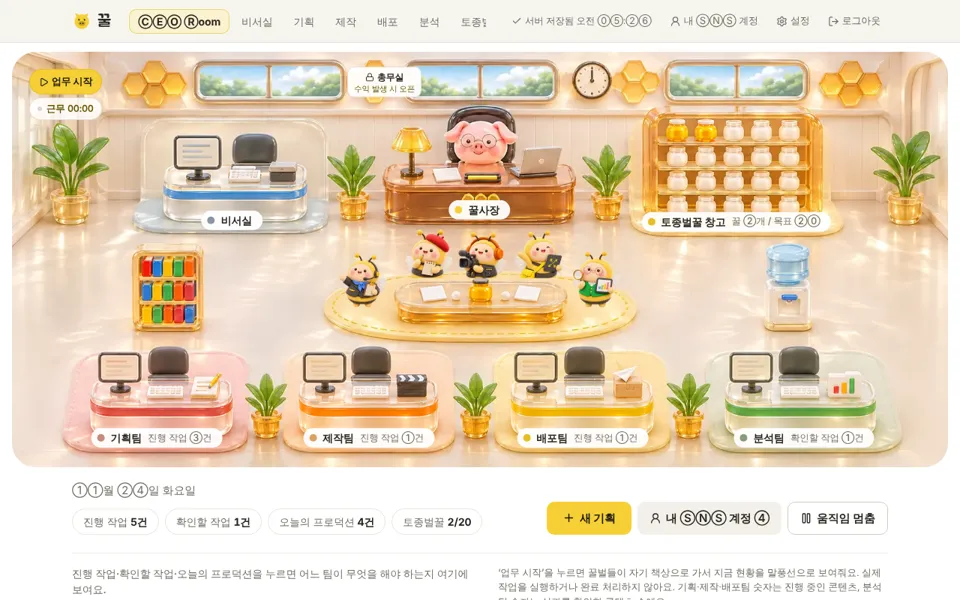 꿀 ⒸⒺⓄ Ⓡoom 비서실 기획 제작 배포 분석 서버 저장됨 오전 ⓪⑤:②⑥ 내 ⓈⓃⓈ 계정 설정 로그아웃
업무 시작
근무 00:00
총무실
수익 발생 시 오픈
비서실
꿀사장
토종벌꿀 창고 꿀 ②개 / 목표 ②⓪
기획팀 진행 작업 ③건
제작팀 진행 작업 ①건
배포팀 진행 작업 ①건
분석팀 확인할 작업 ①건
①①월 ②④일 화요일
진행 작업 5건 확인할 작업 1건 오늘의 프로덕션 4건 토종벌꿀 2/20
새 기획 내 ⓈⓃⓈ 계정 ④ 움직임 멈춤
진행 작업·확인할 작업·오늘의 프로덕션을 누르면 어느 팀이 무엇을 해야 하는지 여기에
보여요.
‘업무 시작’을 누르면 꿀벌들이 자기 책상으로 가서 지금 현황을 말풍선으로 보여줘요. 실제
작업을 실행하거나 완료 처리하지 않아요. 기획·제작·배포팀 숫자는 진행 중인 콘텐츠, 분석